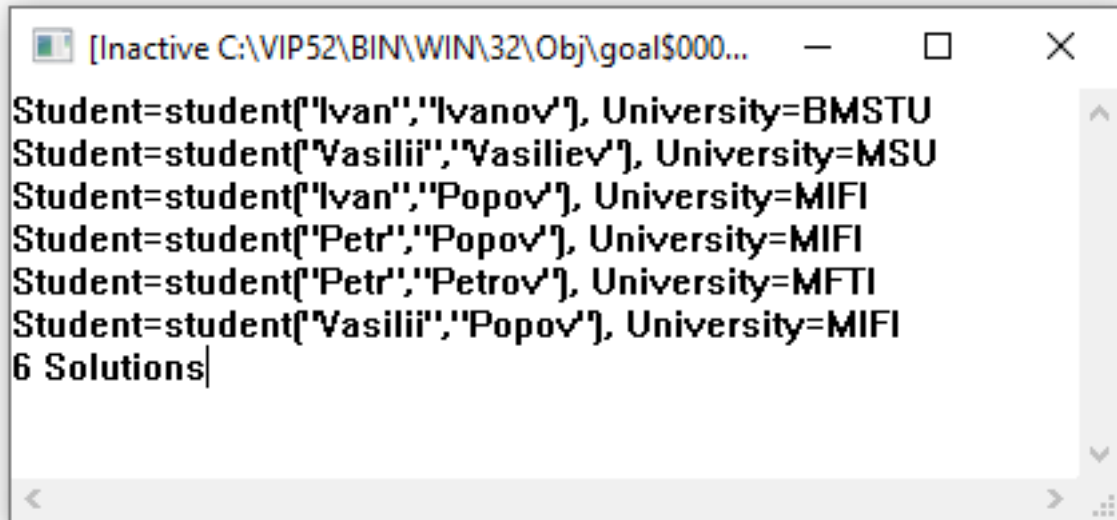 [Inactive C:\VIP52\BIN\WIN\32\Obj\goal$000...
Student=student("Ivan","Ivanov"), University=BMSTU
Student=student("Vasilii","Vasiliev"), University=MSU
Student=student("Ivan","Popov"), University=MIFI
Student=student("Petr","Popov"), University=MIFI
Student=student("Petr","Petrov"), University=MFTI
Student=student("Vasilii","Popov"), University=MIFI
6 Solutions